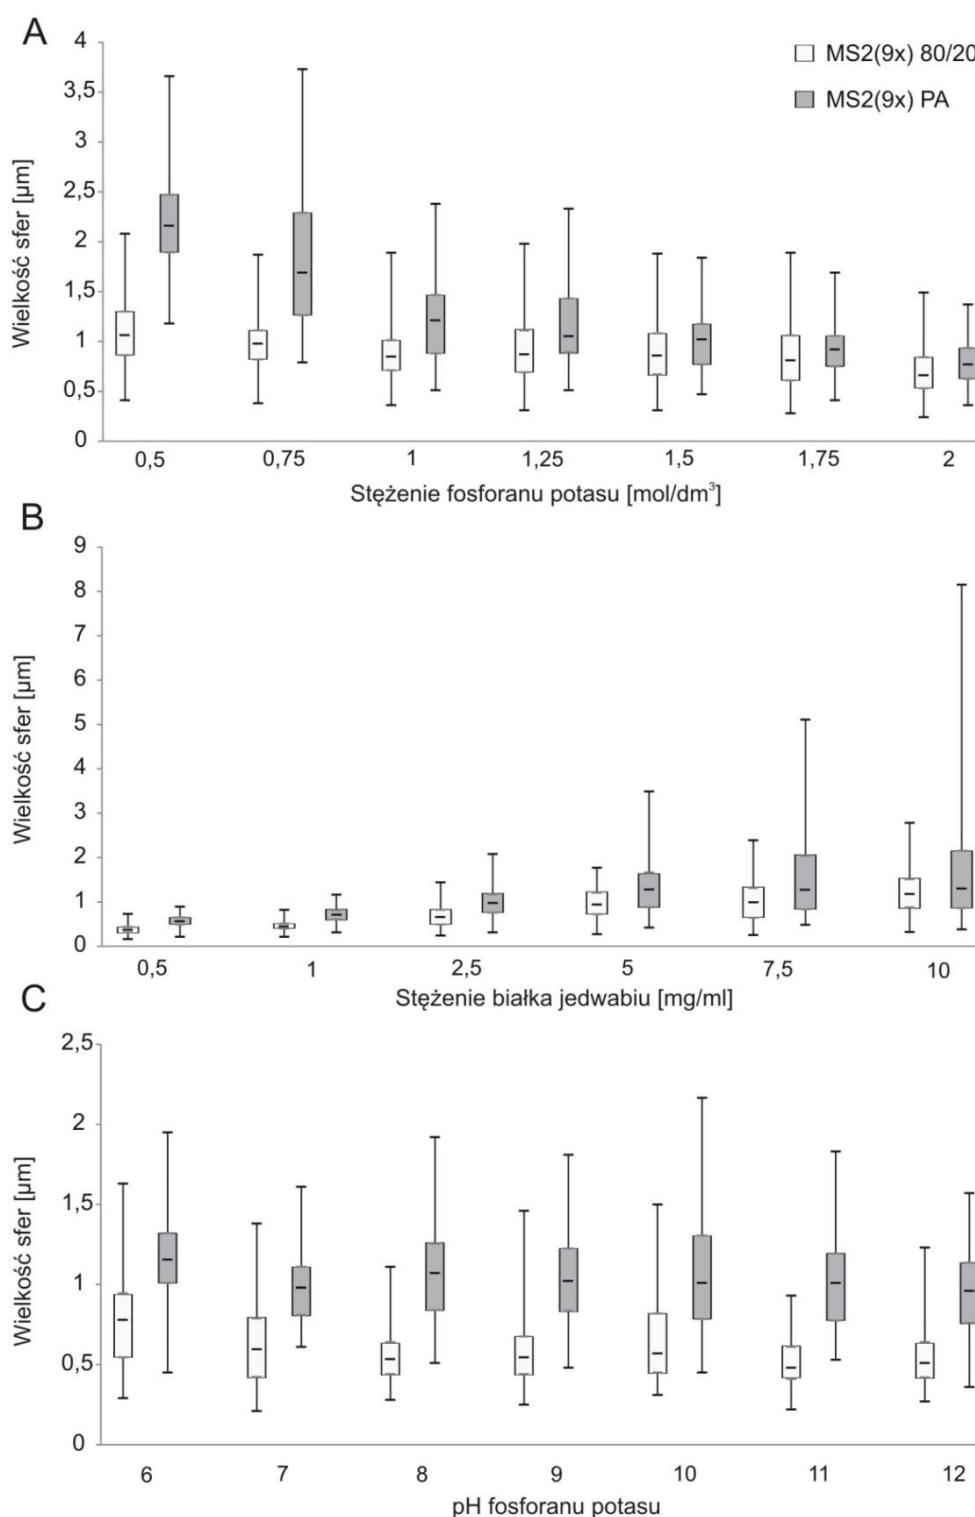 A
MS2(9x) 80/20
MS2(9x) PA
Wielkość sfer [µm]
4
3,5
3
2,5
2
1,5
1
0,5
0
0,5 0,75 1 1,25 1,5 1,75 2
Stężenie fosforanu potasu [mol/dm³]
B
Wielkość sfer [µm]
9
8
7
6
5
4
3
2
1
0
0,5 1 2,5 5 7,5 10
Stężenie białka jedwabiu [mg/ml]
C
Wielkość sfer [µm]
2,5
2
1,5
1
0,5
0
6 7 8 9 10 11 12
pH fosforanu potasu